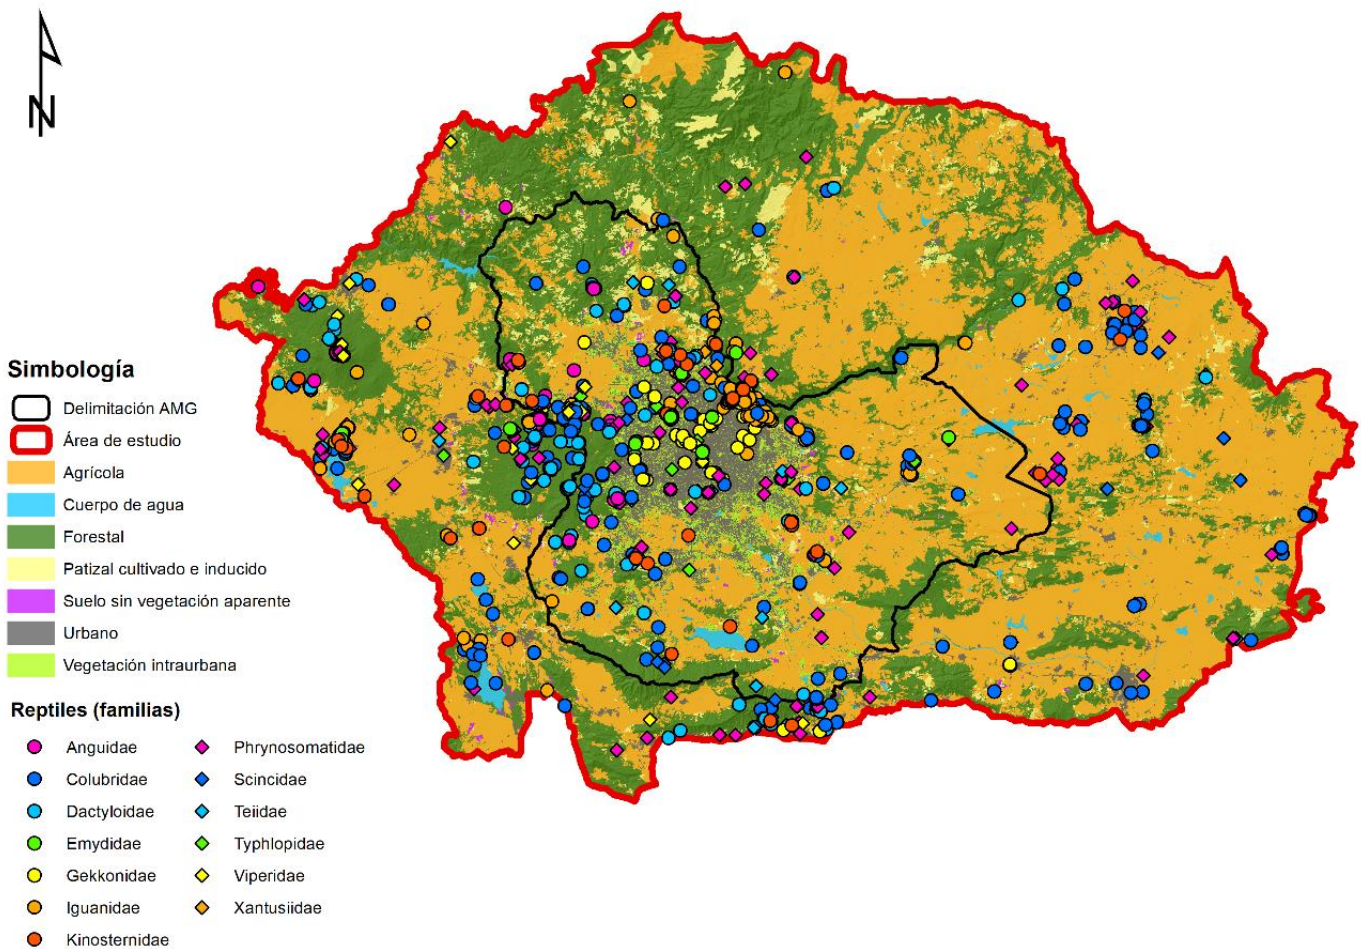 N
Simbología
Delimitación AMG
Área de estudio
Agrícola
Cuerpo de agua
Forestal
Patizal cultivado e inducido
Suelo sin vegetación aparente
Urbano
Vegetación intraurbana
Reptiles (familias)
Anguidae
Colubridae
Dactyloidae
Emydidae
Gekkonidae
Iguanidae
Kinosternidae
Phrynosomatidae
Scincidae
Teiidae
Typhlopidae
Viperidae
Xantusiidae